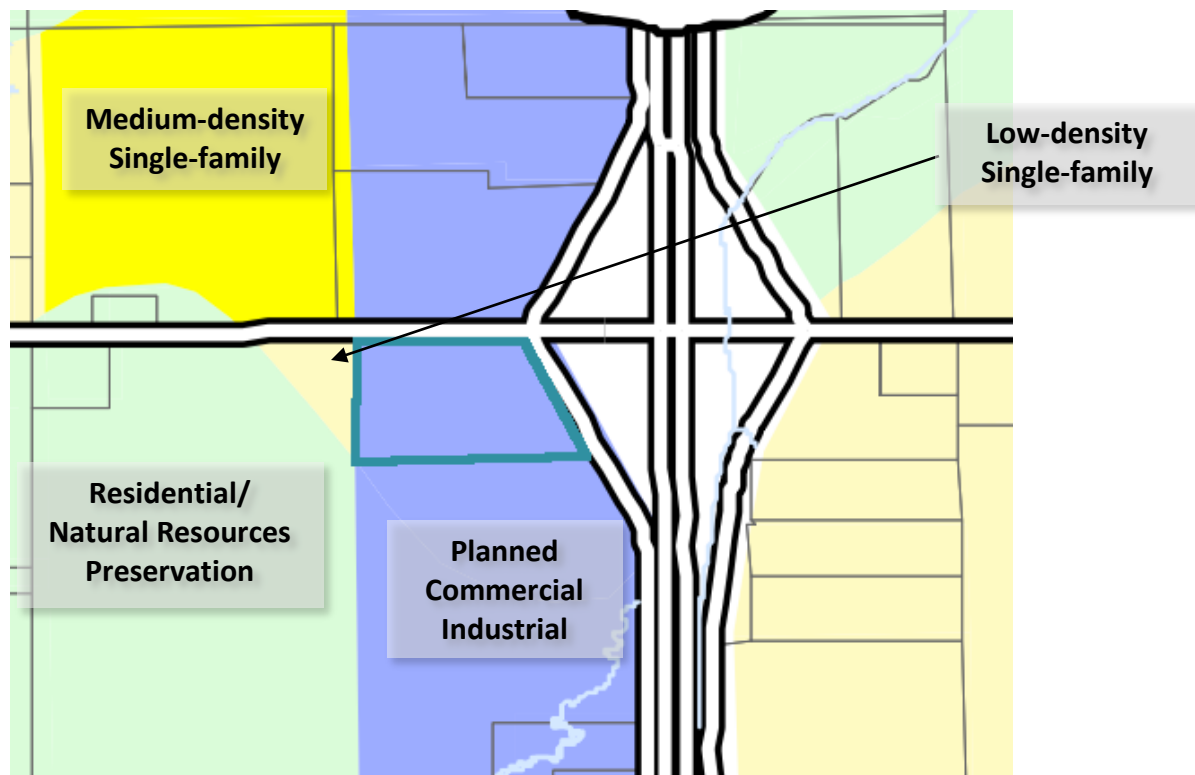 Medium-density
Single-family
Low-density
Single-family
Residential/
Natural Resources
Preservation
Planned
Commercial
Industrial